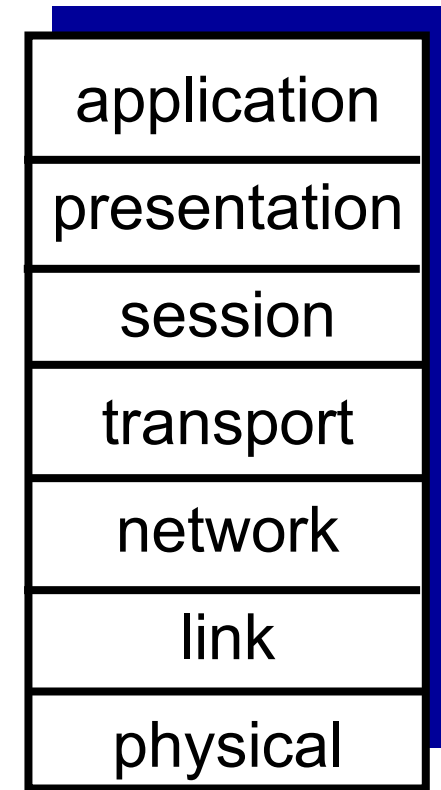 application
presentation
session
transport
network
link
physical